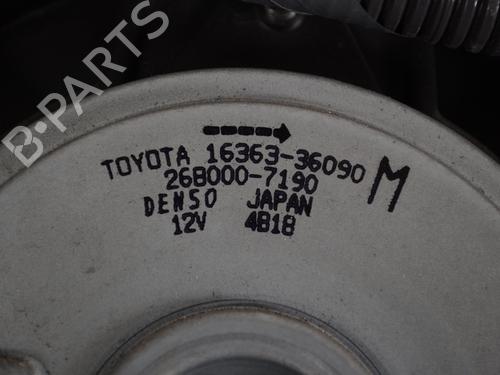 B-PARTS
TOYOTA 16363-36090
268000-7190
DENSO JAPAN
12V 4B18
M